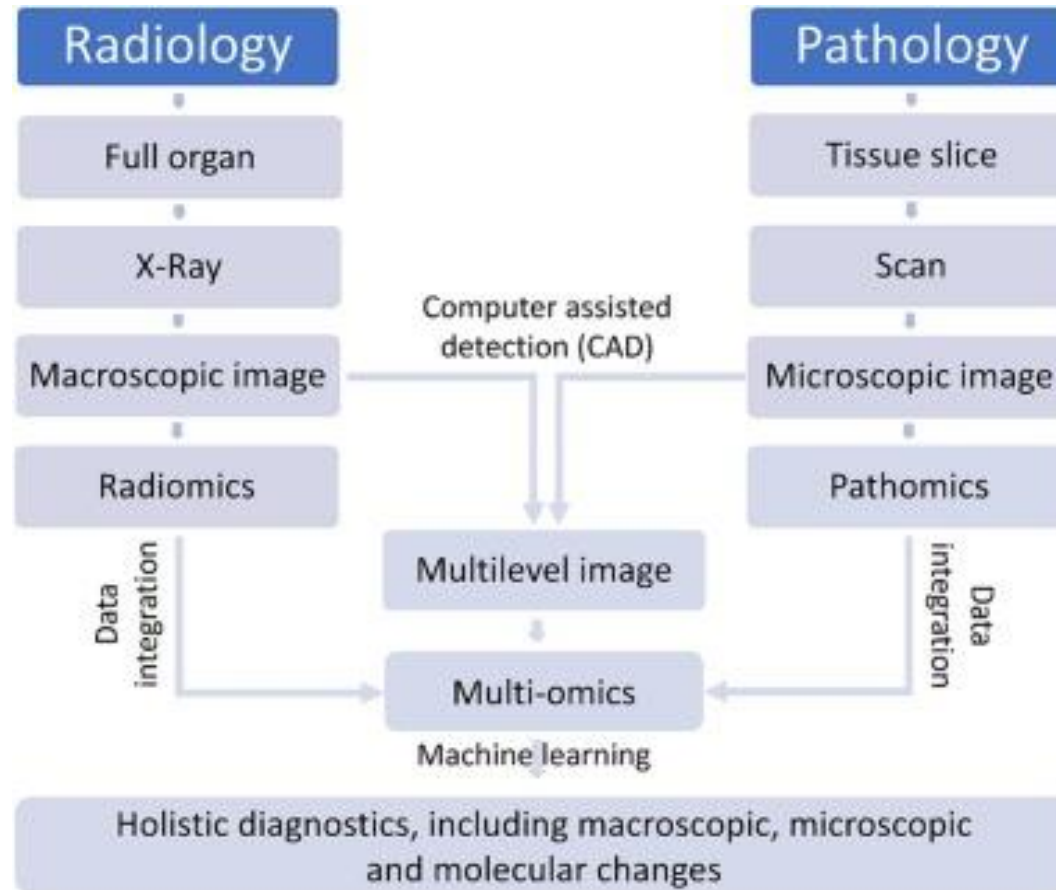 Radiology
Pathology
Full organ
Tissue slice
X-Ray
Scan
Computer assisted
detection (CAD)
Macroscopic image
Microscopic image
Radiomics
Pathomics
Data
integration
Multilevel image
Data
integration
Multi-omics
Machine learning
Holistic diagnostics, including macroscopic, microscopic
and molecular changes